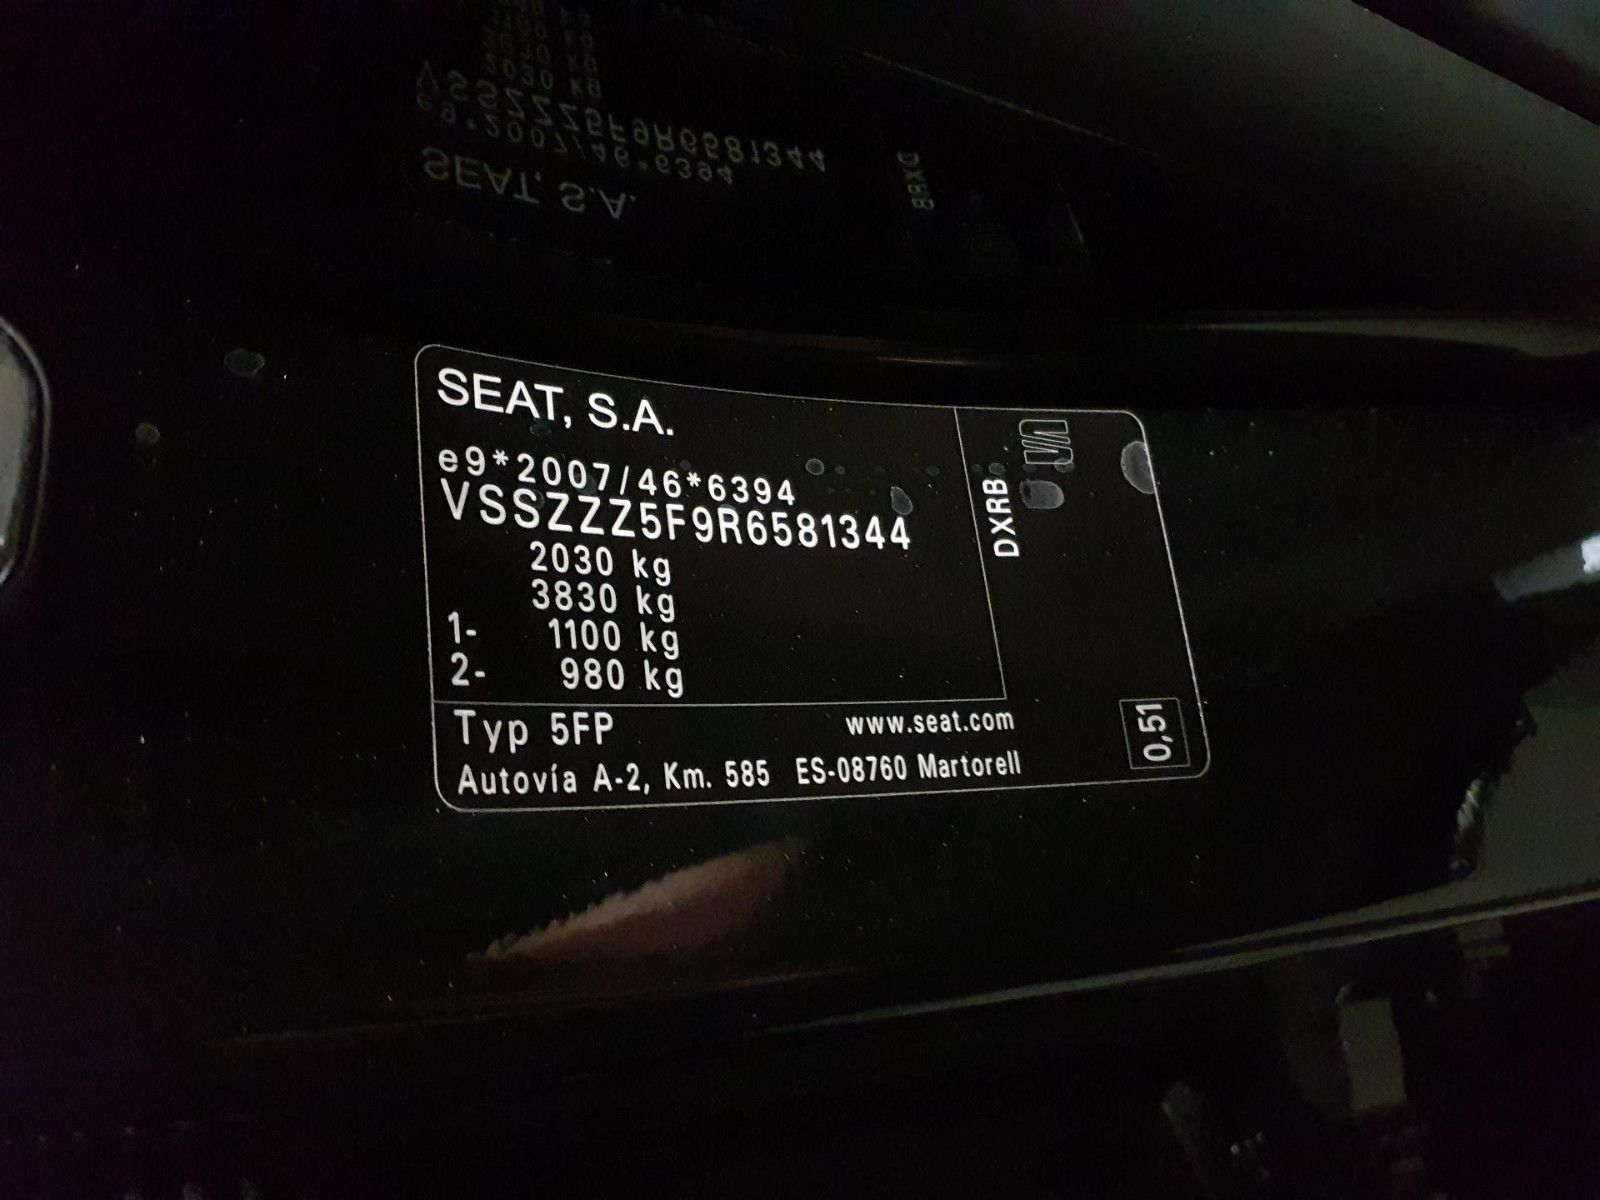 SEAT, S.A.
e9*2007/46*6394
VSSZZZ5F9R6581344
2030 kg
3830 kg
1- 1100 kg
2- 980 kg
DXRB
Typ 5FP www.seat.com
Autovía A-2, Km. 585 ES-08760 Martorell
0,51